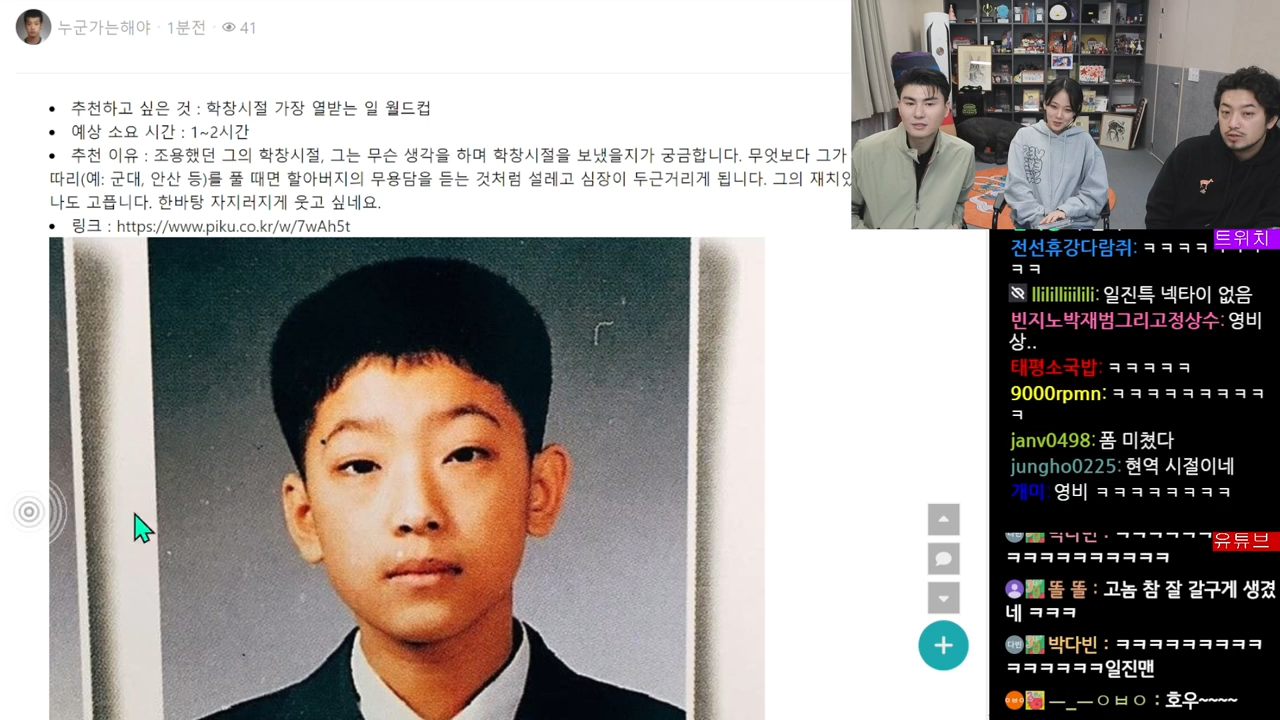 누군가는해야 · 1분전 · 41
• 추천하고 싶은 것 : 학창시절 가장 열받는 일 월드컵
• 예상 소요 시간 : 1~2시간
• 추천 이유 : 조용했던 그의 학창시절, 그는 무슨 생각을 하며 학창시절을 보냈을지가 궁금합니다. 무엇보다 그가
따리(예: 군대, 안산 등)를 풀 때면 할아버지의 무용담을 듣는 것처럼 설레고 심장이 두근거리게 됩니다. 그의 재치있
나도 고픕니다. 한바탕 자지러지게 웃고 싶네요.
• 링크 : https://www.piku.co.kr/w/7wAh5t
트위치
전선휴강다람쥐: ㅋㅋㅋㅋ
ㅋㅋ
llilillliiilili: 일진특 넥타이 없음
빈지노박재범그리고정상수: 영비
상..
태평소국밥: ㅋㅋㅋㅋㅋ
9000rpmn: ㅋㅋㅋㅋㅋㅋㅋㅋㅋ
ㅋ
janv0498: 폼 미쳤다
jungho0225: 현역 시절이네
개미: 영비 ㅋㅋㅋㅋㅋㅋㅋㅋ
유튜브
ㅋㅋㅋㅋㅋㅋㅋㅋㅋㅋ
똘 똘 : 고놈 참 잘 갈구게 생겼
네 ㅋㅋㅋ
박다빈 : ㅋㅋㅋㅋㅋㅋㅋㅋㅋ
ㅋㅋㅋㅋㅋㅋ일진맨
ㅡ_ㅡㅇㅂㅇ : 호우~~~~